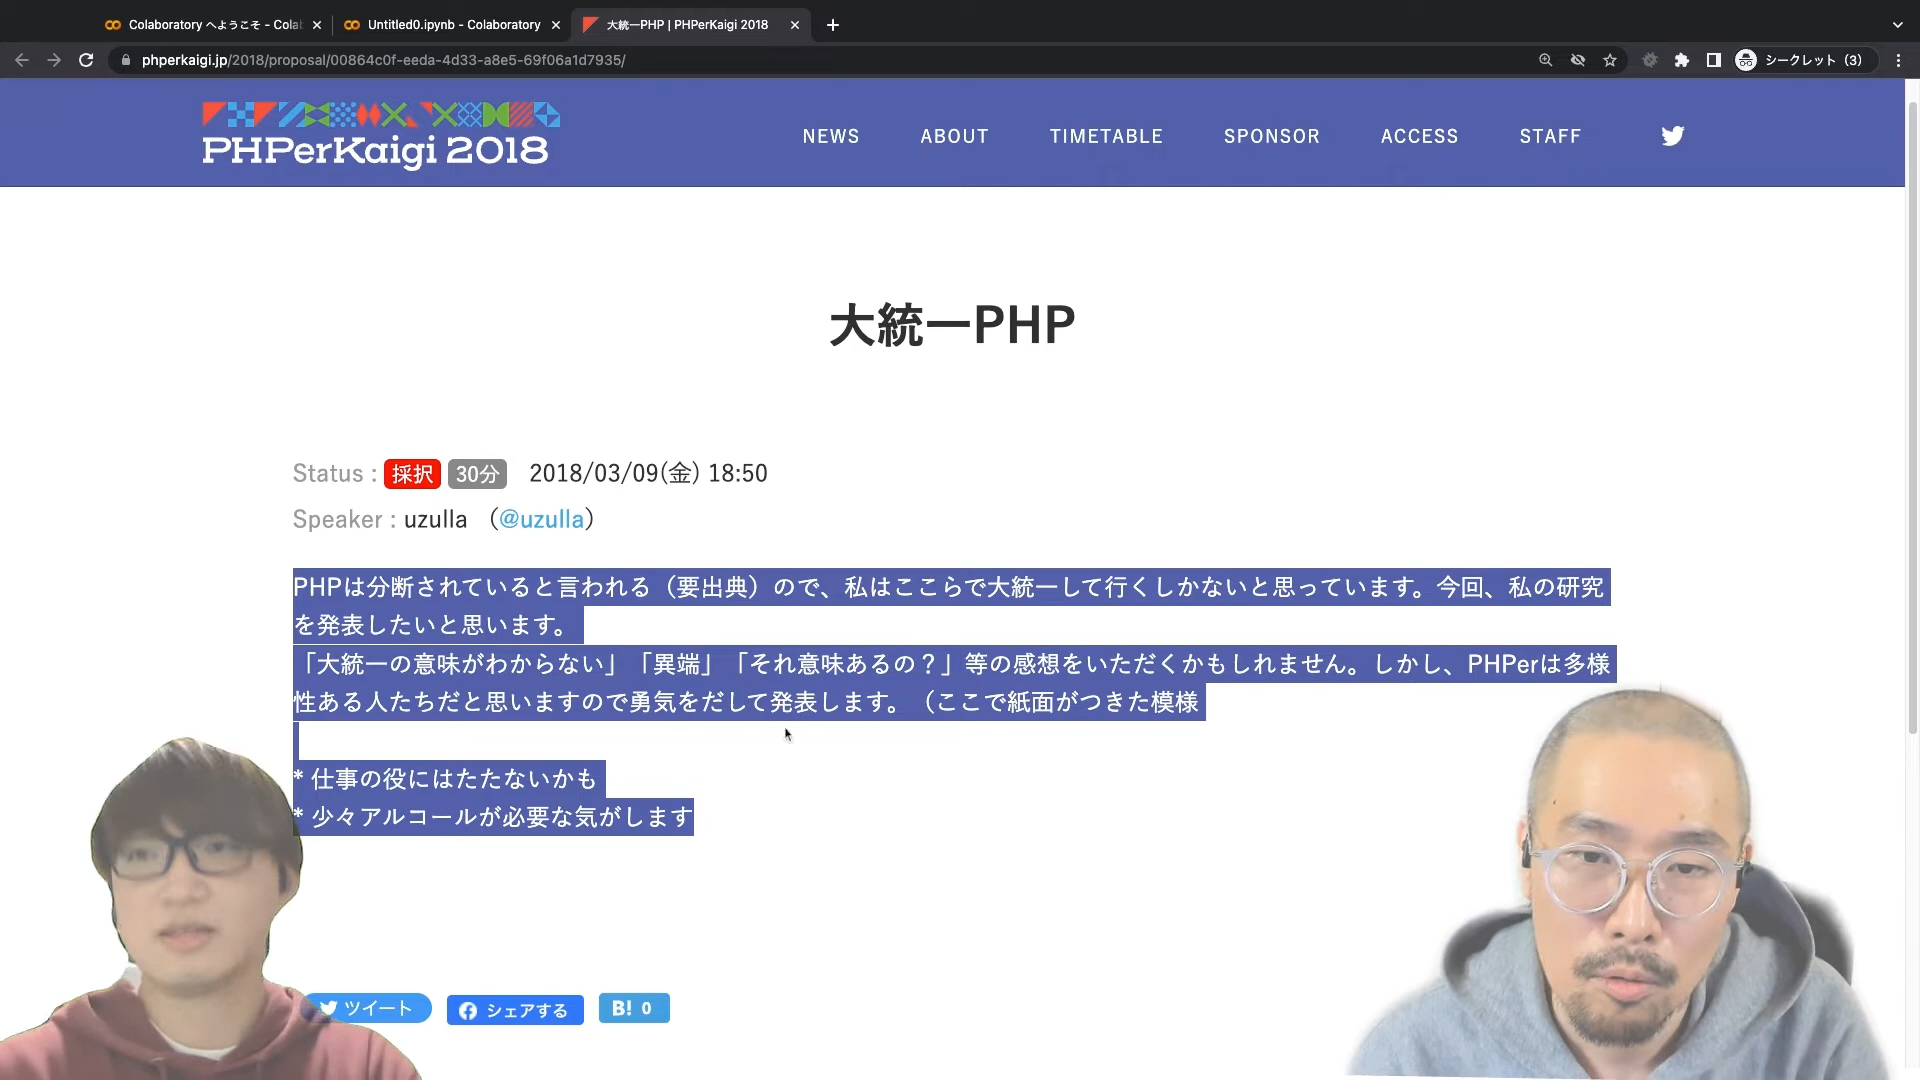 Colaboratory へようこそ - Colab
Untitled0.ipynb - Colaboratory
大統一PHP | PHPerKaigi 2018
phperkaigi.jp/2018/proposal/00864c0f-eeda-4d33-a8e5-69f06a1d7935/
シークレット (3)
PHPerKaigi 2018
NEWS
ABOUT
TIMETABLE
SPONSOR
ACCESS
STAFF
大統一PHP
Status : 採択 30分 2018/03/09(金) 18:50
Speaker : uzulla （@uzulla）
PHPは分断されていると言われる（要出典）ので、私はここらで大統一して行くしかないと思っています。今回、私の研究
を発表したいと思います。
「大統一の意味がわからない」「異端」「それ意味あるの？」等の感想をいただくかもしれません。しかし、PHPerは多様
性ある人たちだと思いますので勇気をだして発表します。（ここで紙面がつきた模様
* 仕事の役にはたたないかも
* 少々アルコールが必要な気がします
ツイート
シェアする
B! 0